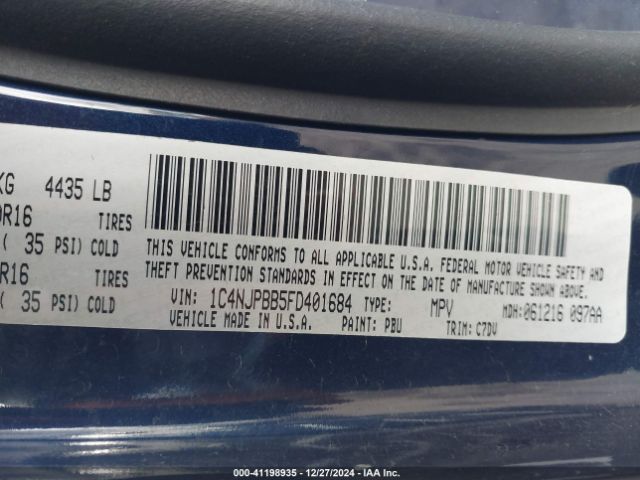 KG 4435 LB
0R16 TIRES
( 35 PSI) COLD
0R16 TIRES
( 35 PSI) COLD
THIS VEHICLE CONFORMS TO ALL APPLICABLE U.S.A. FEDERAL MOTOR VEHICLE SAFETY AND
THEFT PREVENTION STANDARDS IN EFFECT ON THE DATE OF MANUFACTURE SHOWN ABOVE.
VIN: 1C4NJPBB5FD401684 TYPE: MPV MDH: 061216 097AA
VEHICLE MADE IN U.S.A. PAINT: PBU TRIM: C7DV
000-41198935 - 12/27/2024 - IAA Inc.